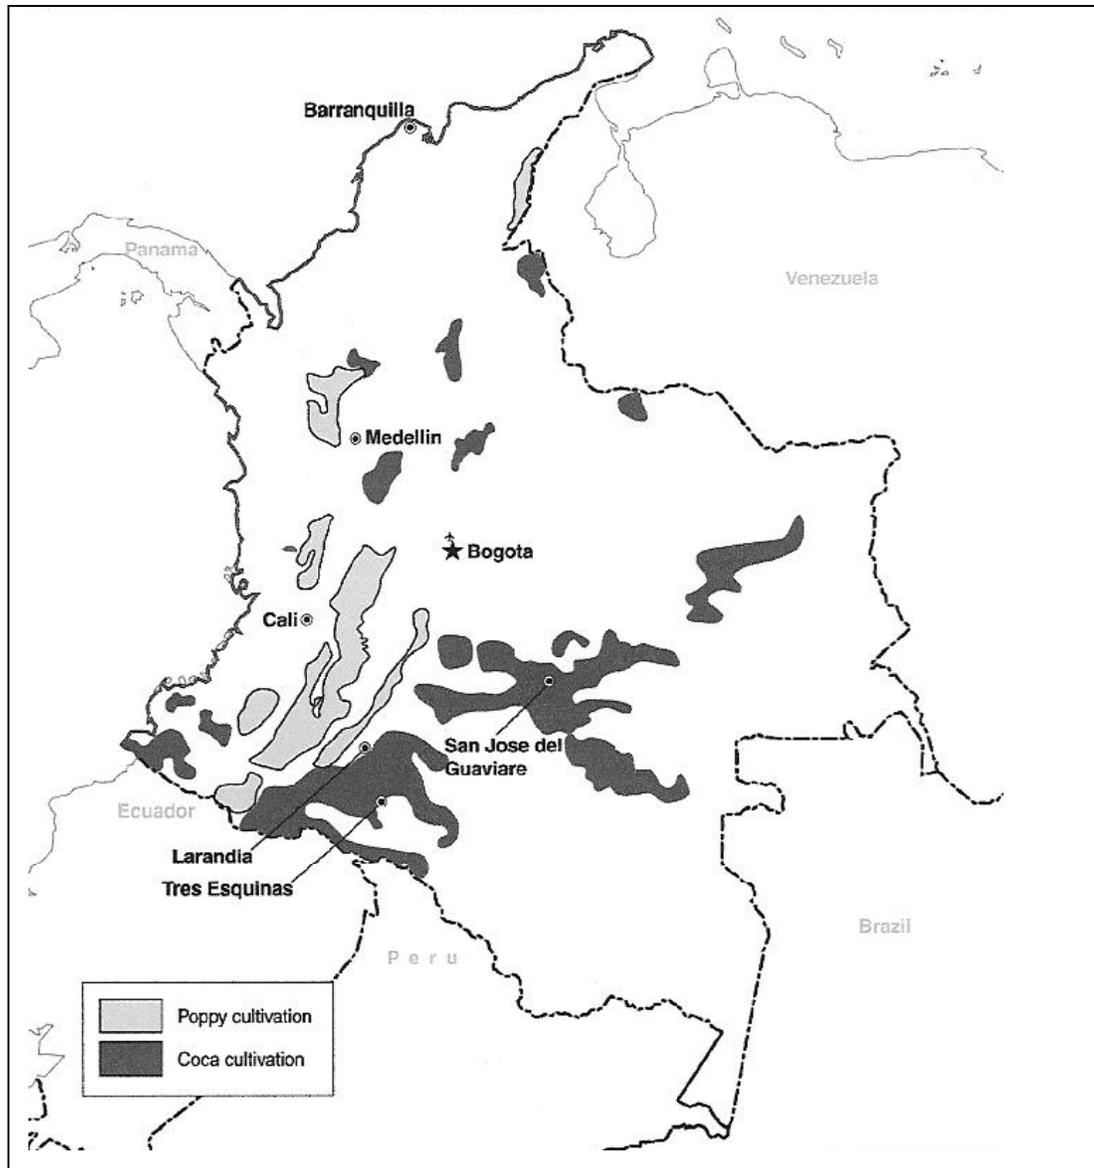 Barranquilla
Panama
Venezuela
Medellin
Bogota
Cali
San Jose del
Guaviare
Ecuador
Larandia
Tres Esquinas
Brazil
Peru
Poppy cultivation
Coca cultivation